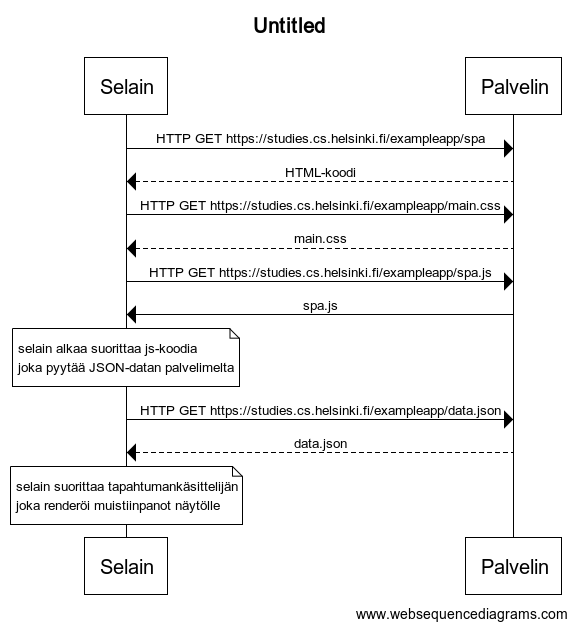 Untitled
Selain
Palvelin
HTTP GET https://studies.cs.helsinki.fi/exampleapp/spa
HTML-koodi
HTTP GET https://studies.cs.helsinki.fi/exampleapp/main.css
main.css
HTTP GET https://studies.cs.helsinki.fi/exampleapp/spa.js
spa.js
selain alkaa suorittaa js-koodia
joka pyytää JSON-datan palvelimelta
HTTP GET https://studies.cs.helsinki.fi/exampleapp/data.json
data.json
selain suorittaa tapahtumankäsittelijän
joka renderöi muistiinpanot näytölle
Selain
Palvelin
www.websequencediagrams.com